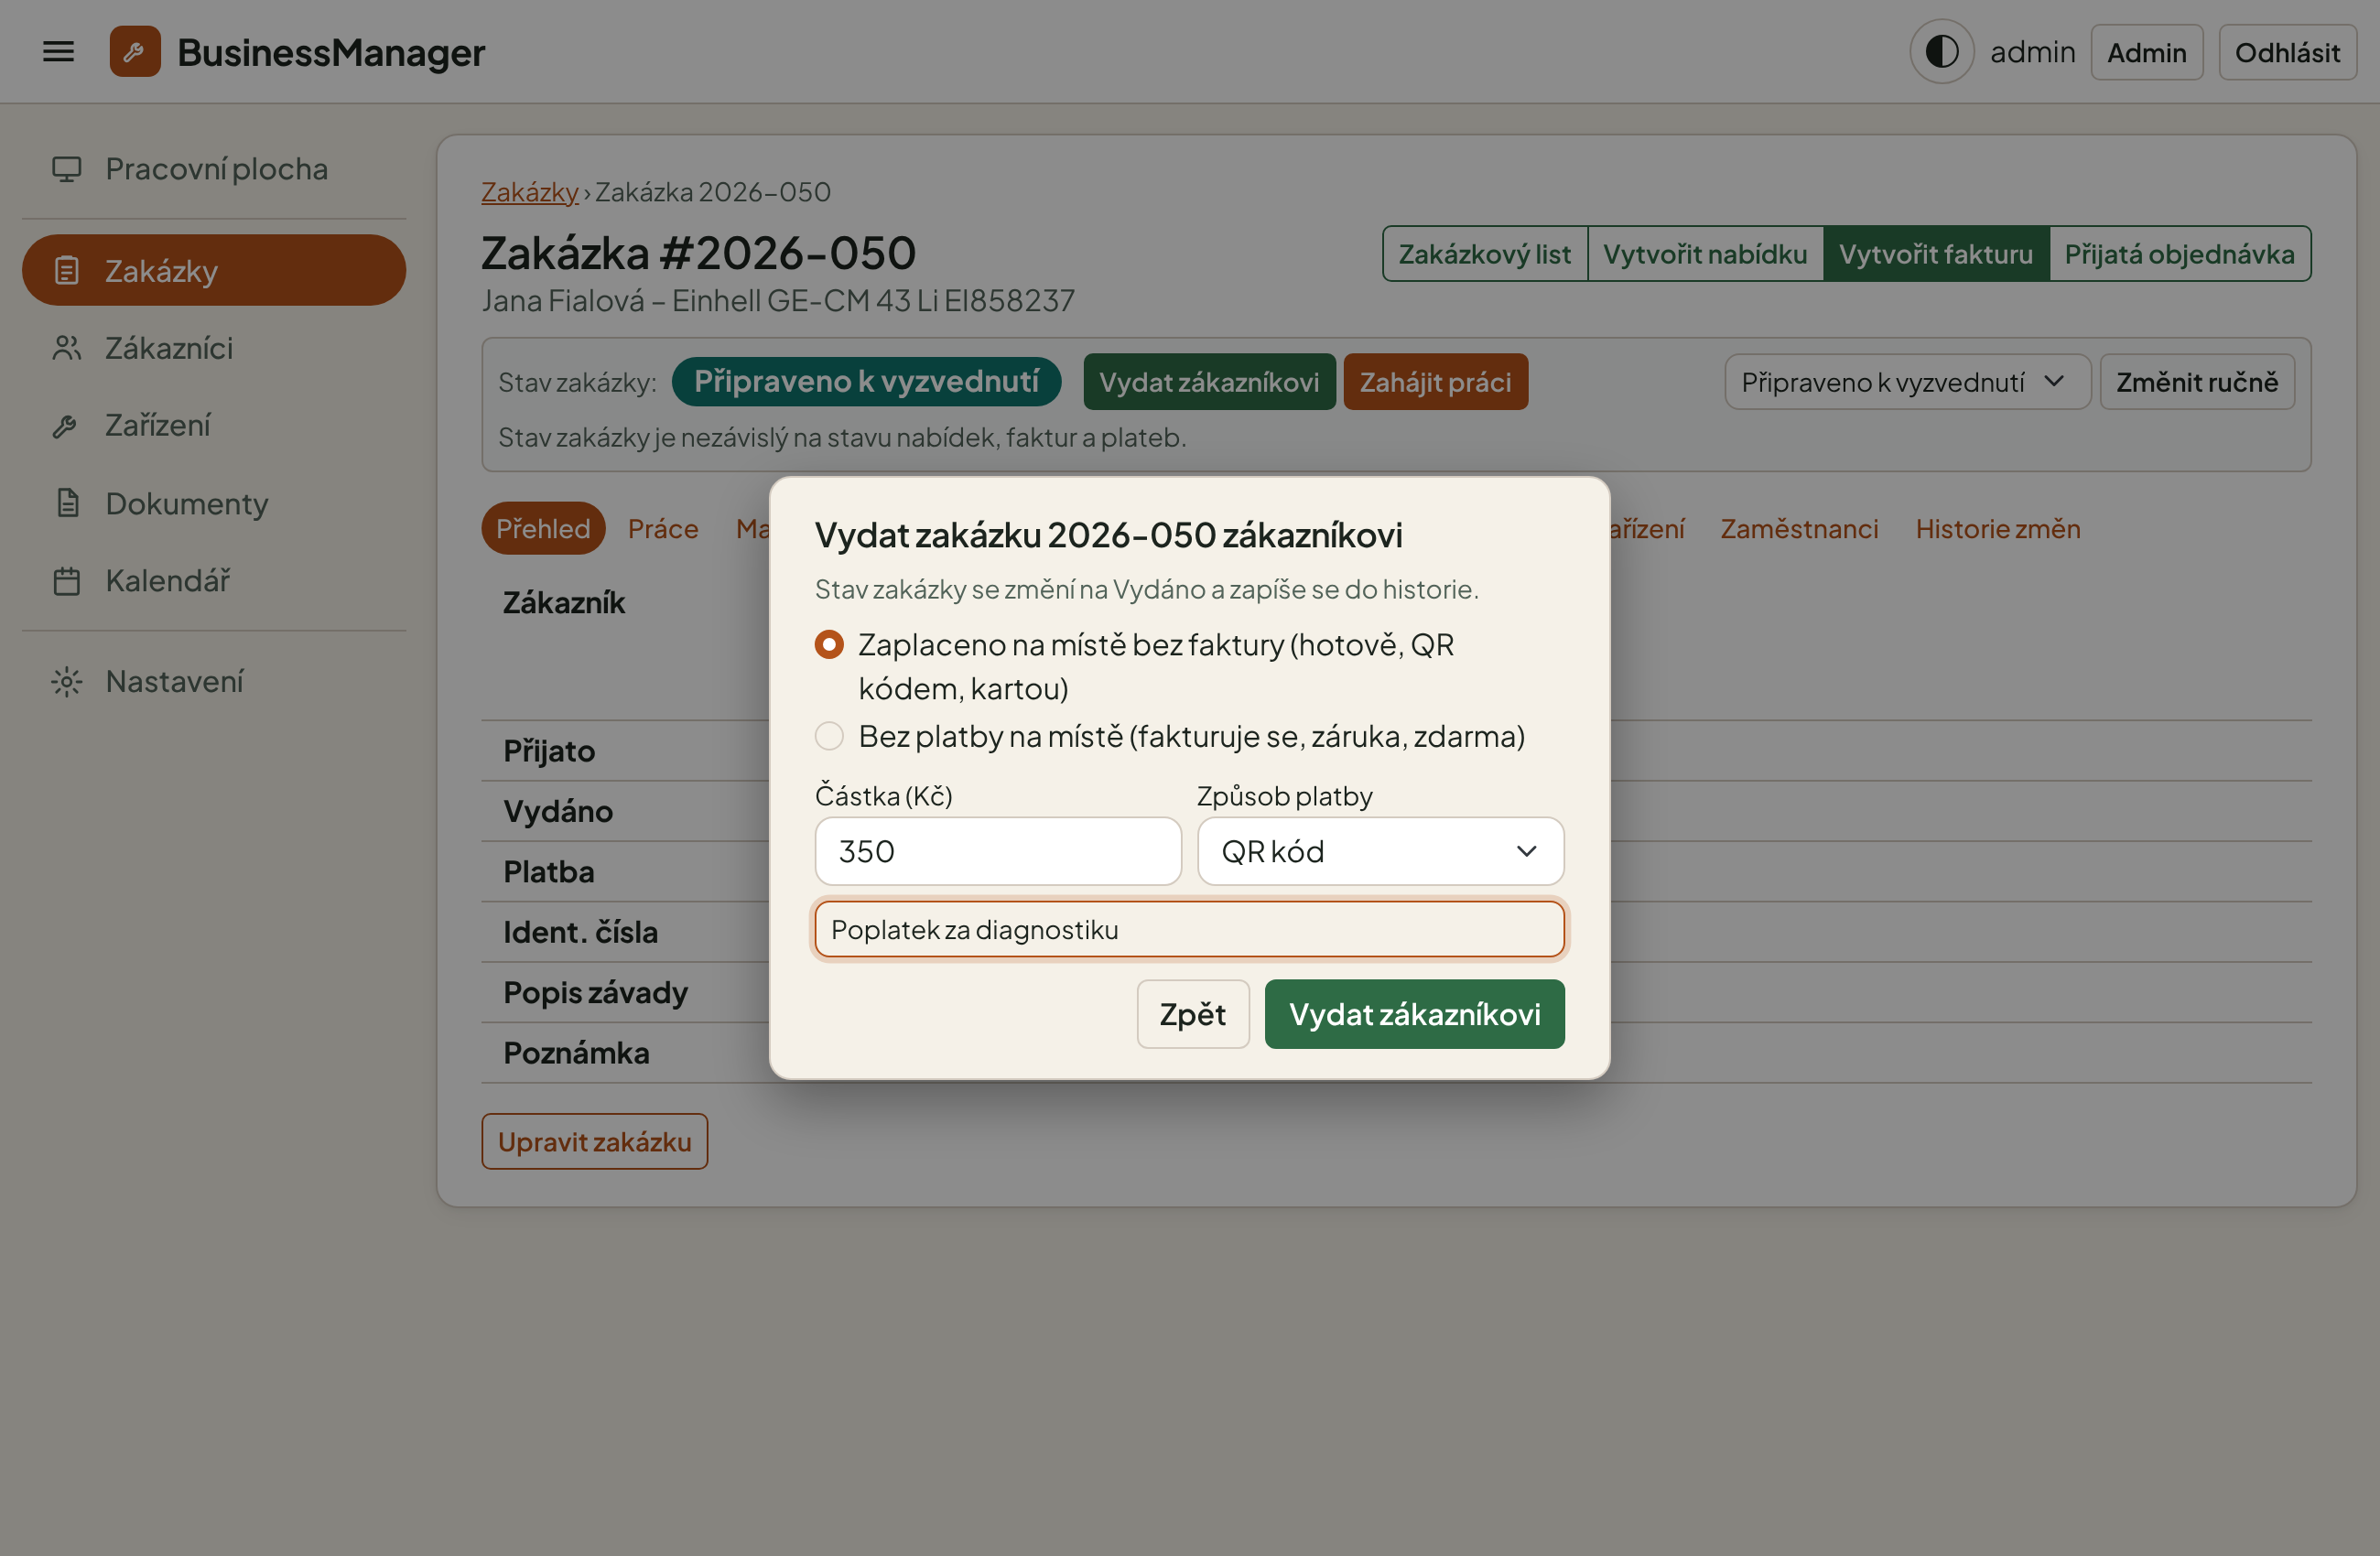 BusinessManager
admin
Admin
Odhlásit
Pracovní plocha
Zakázky
Zákazníci
Zařízení
Dokumenty
Kalendář
Nastavení
Zakázky › Zakázka 2026-050
Zakázka #2026-050
Jana Fialová – Einhell GE-CM 43 Li EI858237
Zakázkový list
Vytvořit nabídku
Vytvořit fakturu
Přijatá objednávka
Stav zakázky: Připraveno k vyzvednutí
Vydat zákazníkovi
Zahájit práci
Připraveno k vyzvednutí
Změnit ručně
Stav zakázky je nezávislý na stavu nabídek, faktur a plateb.
Přehled
Práce
Zaměstnanci
Historie změn
Zákazník
Přijato
Vydáno
Platba
Ident. čísla
Popis závady
Poznámka
Upravit zakázku
Vydat zakázku 2026-050 zákazníkovi
Stav zakázky se změní na Vydáno a zapíše se do historie.
Zaplaceno na místě bez faktury (hotově, QR
kódem, kartou)
Bez platby na místě (fakturuje se, záruka, zdarma)
Částka (Kč)
Způsob platby
350
QR kód
Poplatek za diagnostiku
Zpět
Vydat zákazníkovi